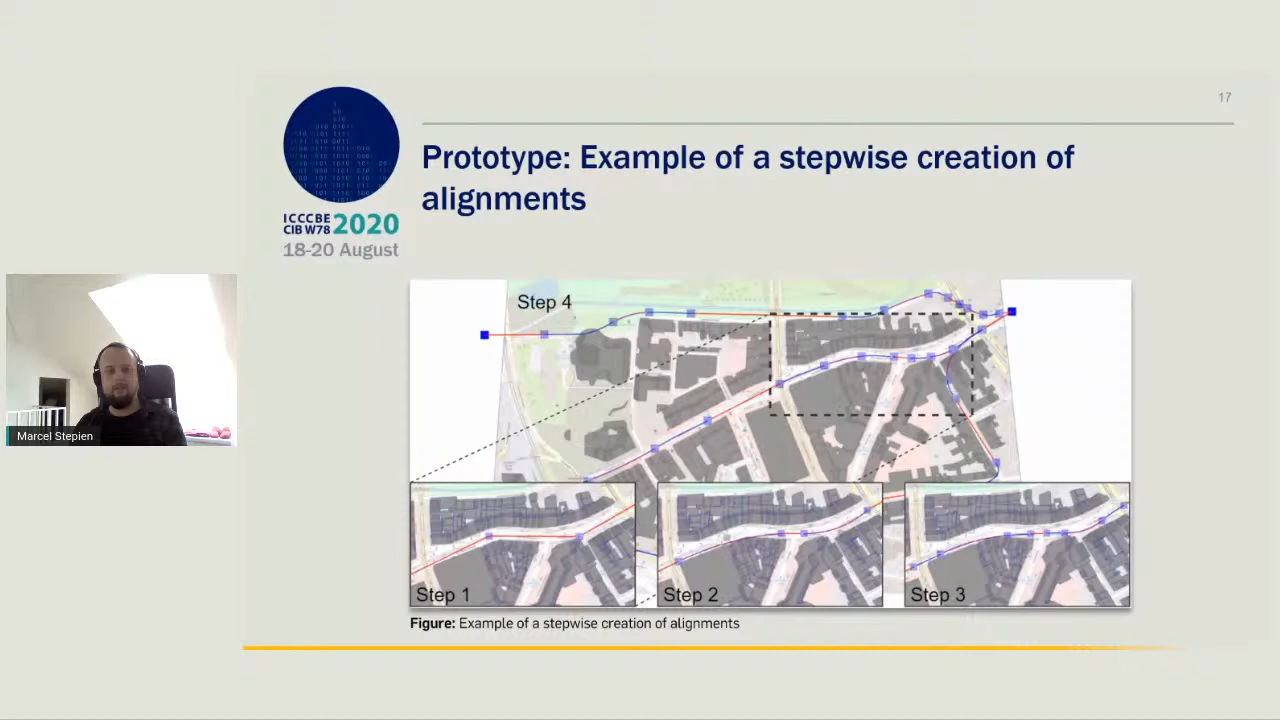 17
Prototype: Example of a stepwise creation of
alignments
ICCCBE
CIB W78 2020
18-20 August
Step 4
Marcel Stepien
Step 1
Step 2
Step 3
Figure: Example of a stepwise creation of alignments